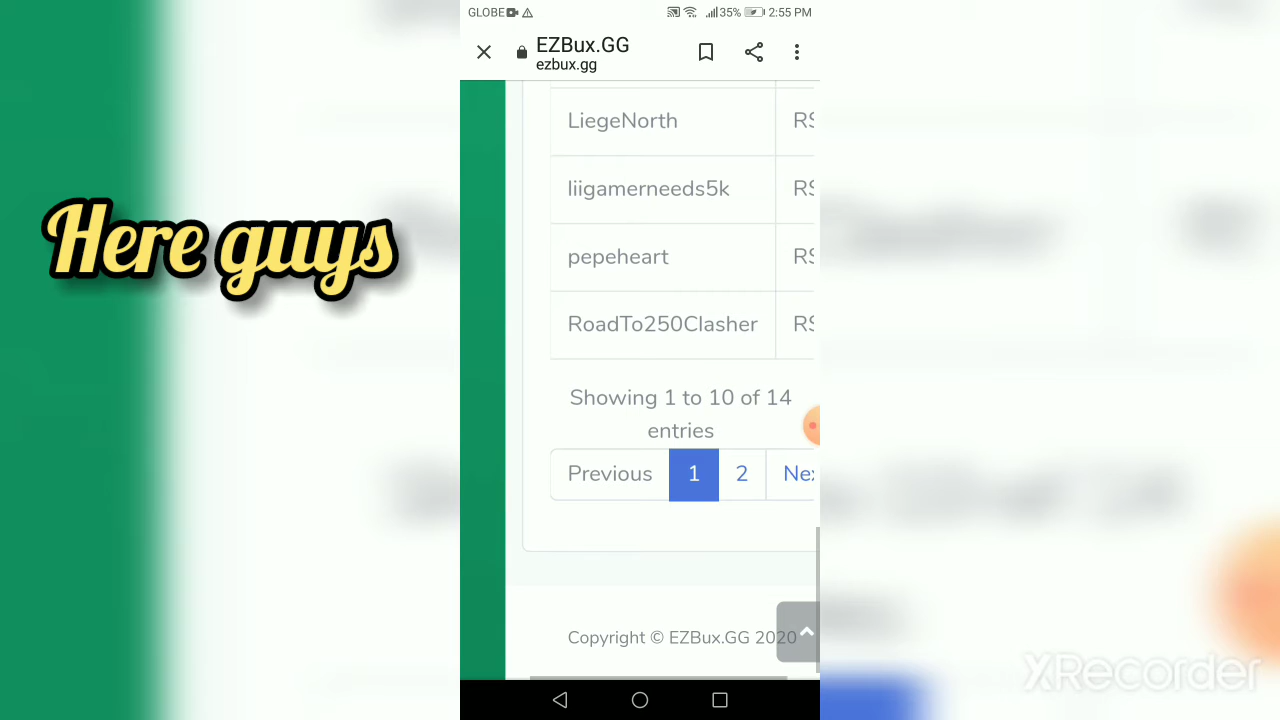 GLOBE 35% 2:55 PM
EZBux.GG
ezbux.gg
Here guys
LiegeNorth R$
liigamerneeds5k R$
pepeheart R$
RoadTo250Clasher R$
Showing 1 to 10 of 14
entries
Previous 1 2 Nex
Copyright © EZBux.GG 2020
XRecorder